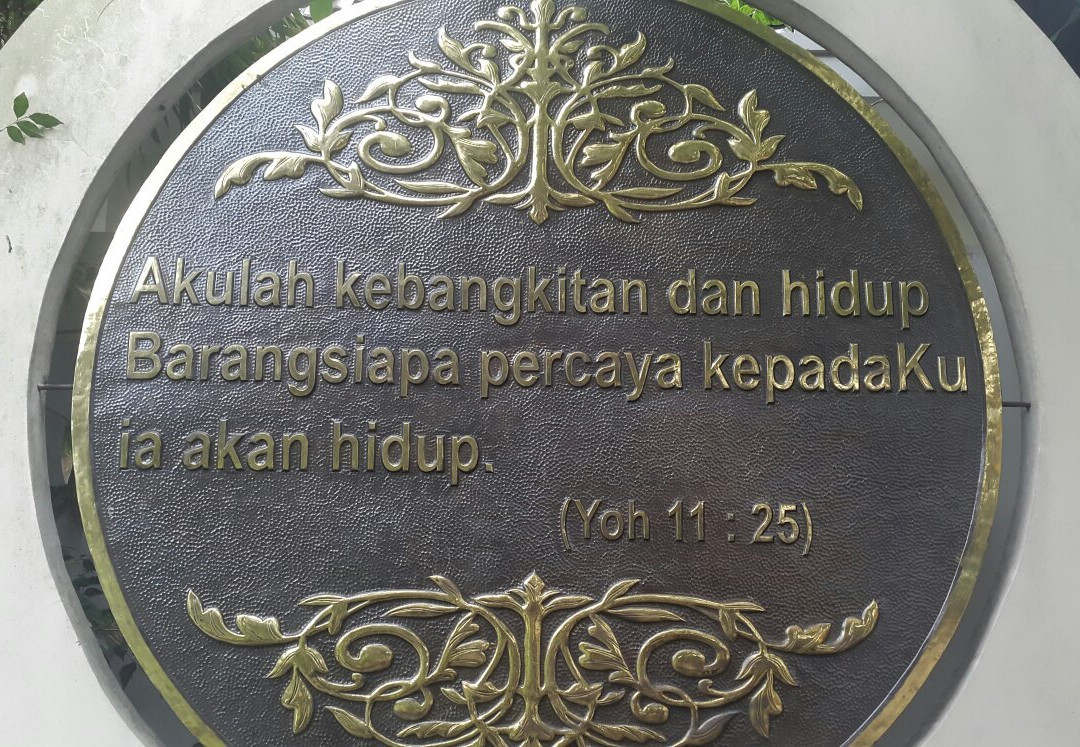 Akulah kebangkitan dan hidup
Barangsiapa percaya kepadaKu
ia akan hidup.
(Yoh 11 : 25)